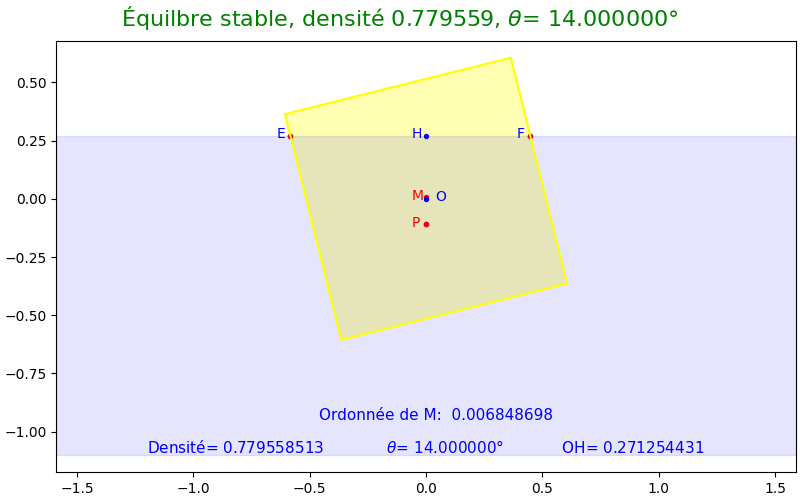 Équilbre stable, densité 0.779559, θ= 14.000000°
0.50
E H F
0.25
M O
0.00
P
−0.25
−0.50
−0.75
Ordonnée de M: 0.006848698
−1.00
Densité= 0.779558513 θ= 14.000000° OH= 0.271254431
−1.5 −1.0 −0.5 0.0 0.5 1.0 1.5